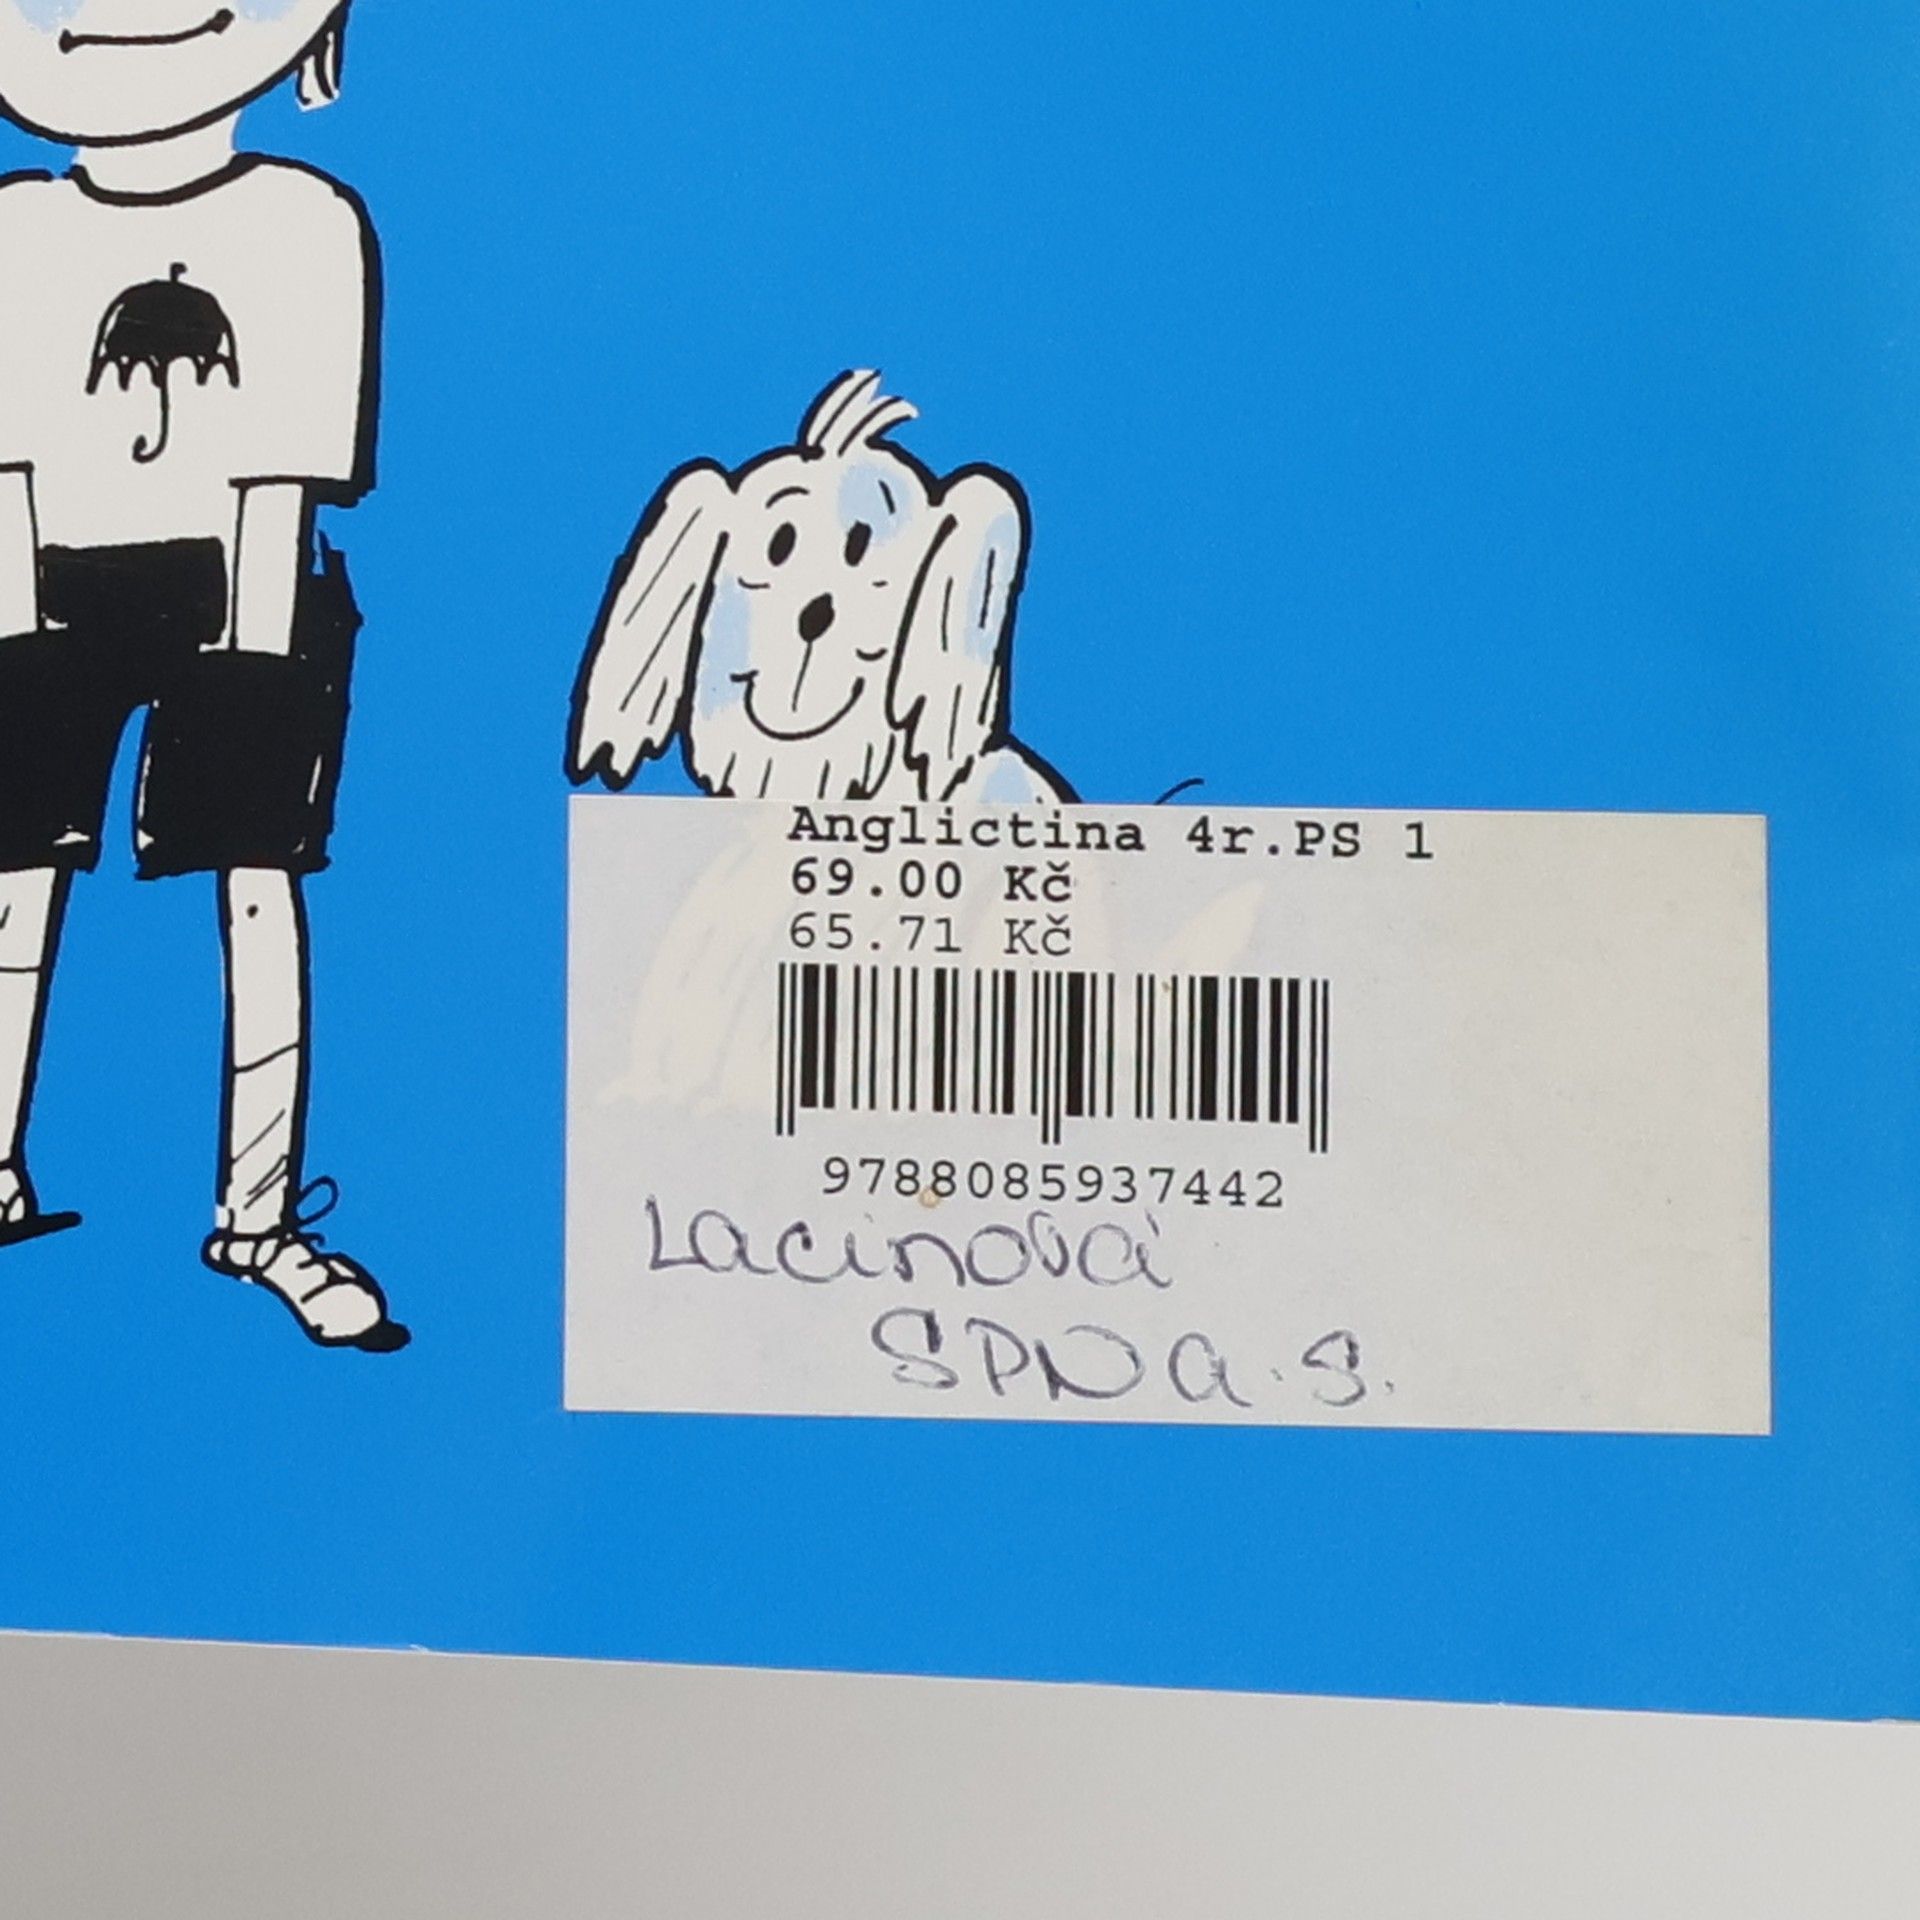 Anglictina 4r.PS 1
69.00 Kč
65.71 Kč
9788085937442
Lacinová
SPN a.s.